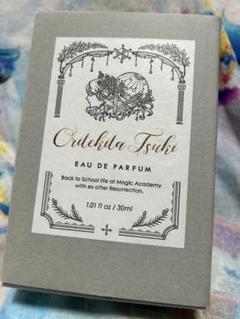 Oritekita Tsuki
EAU DE PARFUM
Back to School life at Magic Academy
with ex after Resurrection.
1.01 fl oz / 30ml